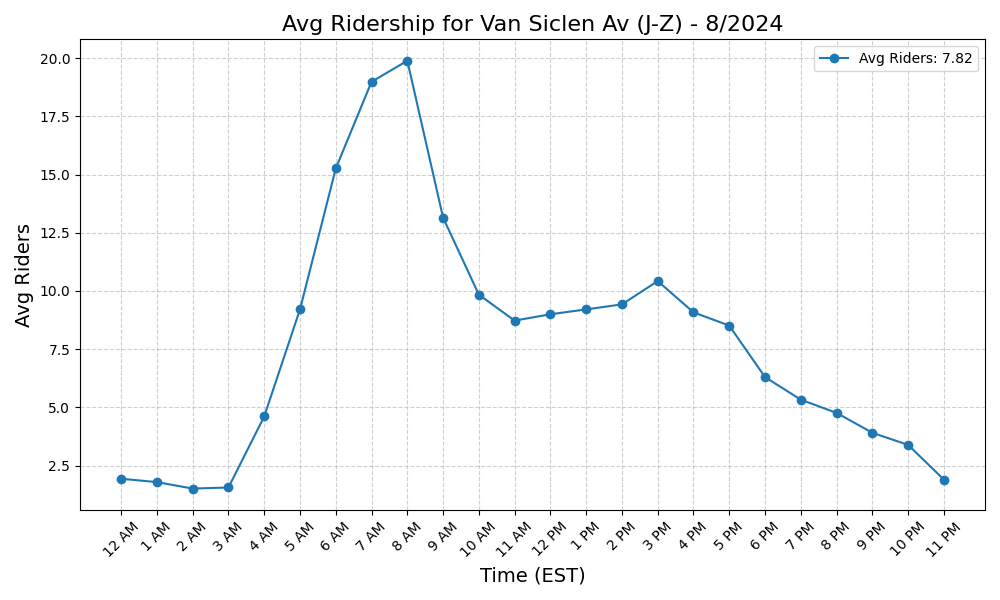 Avg Ridership for Van Siclen Av (J-Z) - 8/2024
Avg Riders: 7.82
Avg Riders
20.0
17.5
15.0
12.5
10.0
7.5
5.0
2.5
12 AM
1 AM
2 AM
3 AM
4 AM
5 AM
6 AM
7 AM
8 AM
9 AM
10 AM
11 AM
12 PM
1 PM
2 PM
3 PM
4 PM
5 PM
6 PM
7 PM
8 PM
9 PM
10 PM
11 PM
Time (EST)